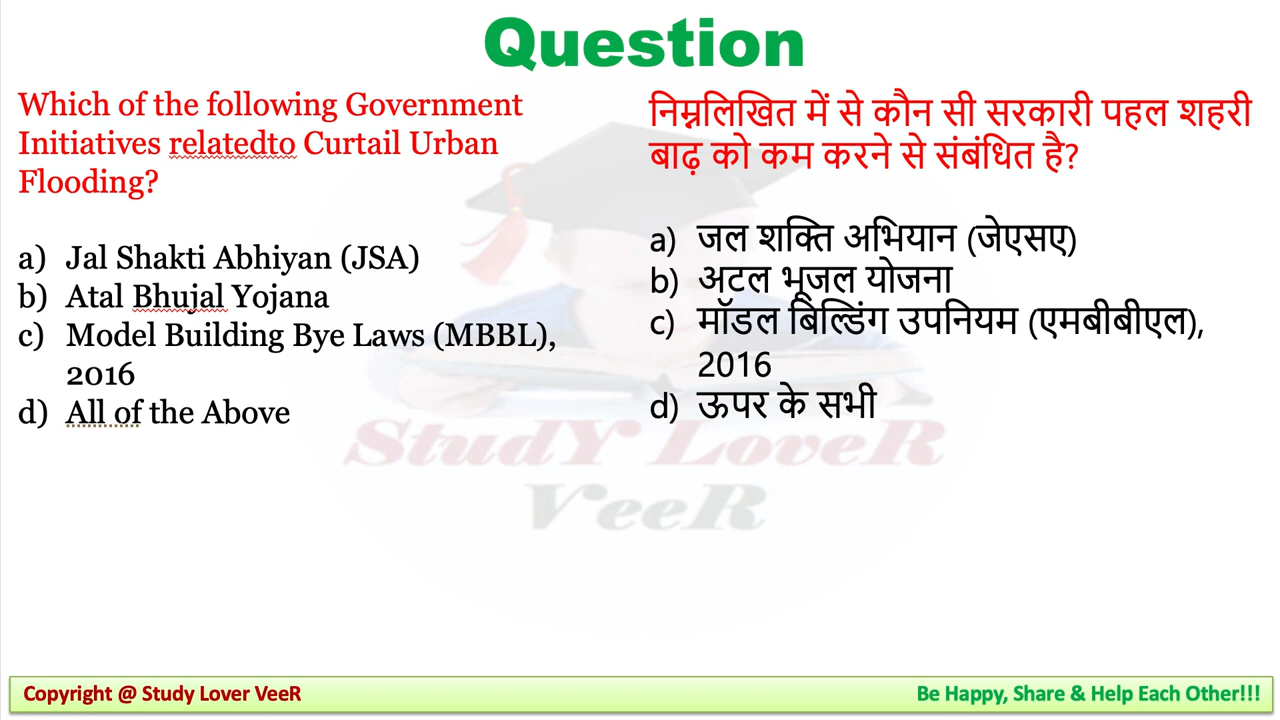 Question
Which of the following Government
Initiatives relatedto Curtail Urban
Flooding?
a) Jal Shakti Abhiyan (JSA)
b) Atal Bhujal Yojana
c) Model Building Bye Laws (MBBL),
2016
d) All of the Above
निम्नलिखित में से कौन सी सरकारी पहल शहरी
बाढ़ को कम करने से संबंधित है?
a) जल शक्ति अभियान (जेएसए)
b) अटल भूजल योजना
c) मॉडल बिल्डिंग उपनियम (एमबीबीएल),
2016
d) ऊपर के सभी
StudY LoveR
VeeR
Copyright @ Study Lover VeeR
Be Happy, Share & Help Each Other!!!